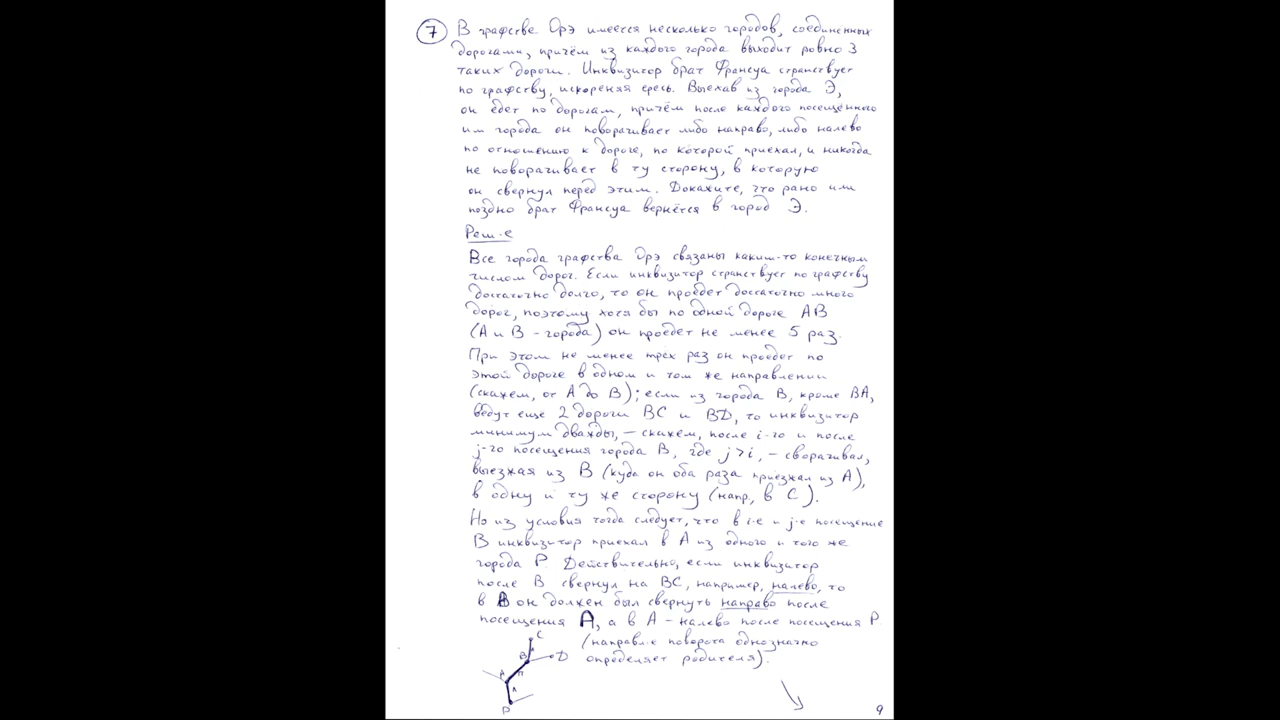 7 В графстве Орэ имеется несколько городов, соединённых
дорогами, причём из каждого города выходит ровно 3
таких дороги. Инквизитор брат Франсуа странствует
по графству, искореняя ересь. Выехав из города Э,
он едет по дорогам, причём после каждого посещённого
им города он поворачивает либо направо, либо налево
по отношению к дороге, по которой приехал, и никогда
не поворачивает в ту сторону, в которую
он свернул перед этим. Докажите, что рано или
поздно брат Франсуа вернётся в город Э.
Реш-е
Все города графства Орэ связаны каким-то конечным
числом дорог. Если инквизитор странствует по графству
достаточно долго, то он проедет достаточно много
дорог, поэтому хотя бы по одной дороге AB
(A и B - города) он проедет не менее 5 раз.
При этом не менее трех раз он проедет по
этой дороге в одном и том же направлении
(скажем, от A до B); если из города B, кроме BA,
ведут еще 2 дороги BC и BD, то инквизитор
минимум дважды, – скажем, после i-го и после
j-го посещения города B, где j > i, – сворачивал,
выезжая из B (куда он оба раза приезжал из A),
в одну и ту же сторону (напр, в C).
Но из условия тогда следует, что в i-е и j-е посещение
B инквизитор приехал в A из одного и того же
города P. Действительно, если инквизитор
после B свернул на BC, например, налево, то
в B он должен был свернуть направо после
посещения A, а в A – налево после посещения P.
(направл-е поворота однозначно
определяет родителя).
C
B
D
A
П
Л
P
9